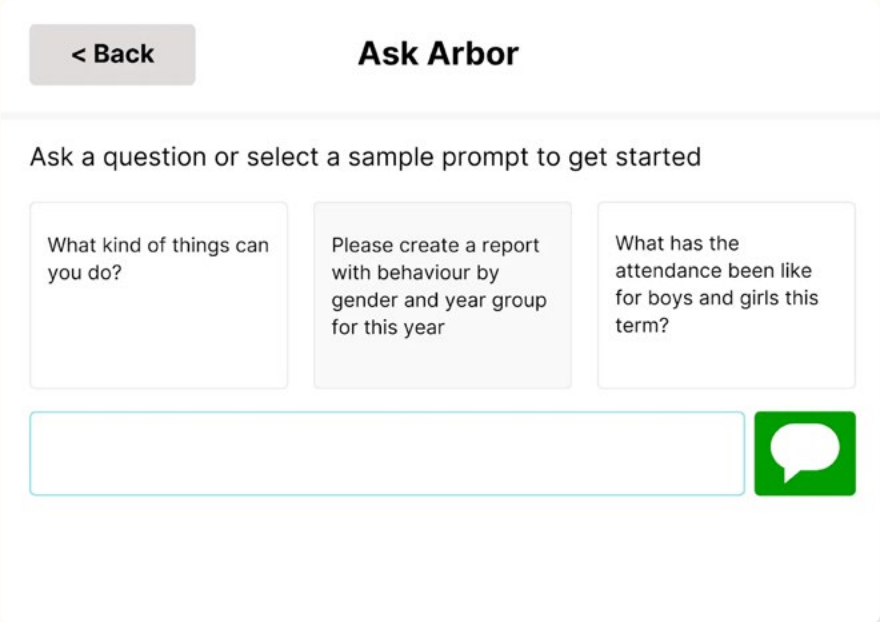 < Back
Ask Arbor
Ask a question or select a sample prompt to get started
What kind of things can
you do?
Please create a report
with behaviour by
gender and year group
for this year
What has the
attendance been like
for boys and girls this
term?